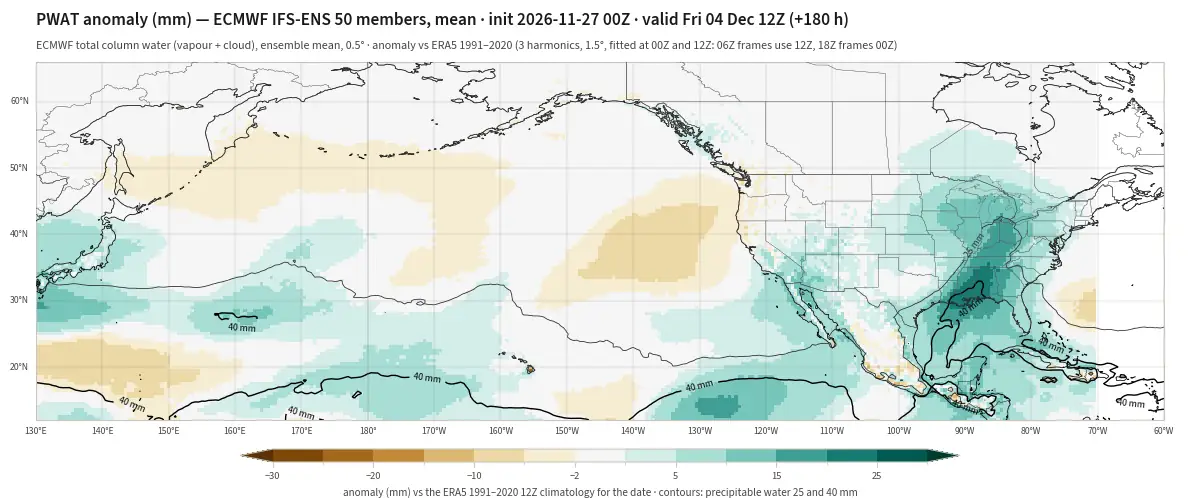 PWAT anomaly (mm) — ECMWF IFS-ENS 50 members, mean · init 2026-11-27 00Z · valid Fri 04 Dec 12Z (+180 h)
ECMWF total column water (vapour + cloud), ensemble mean, 0.5° · anomaly vs ERA5 1991–2020 (3 harmonics, 1.5°, fitted at 00Z and 12Z: 06Z frames use 12Z, 18Z frames 00Z)
60°N
50°N
40°N
30°N
20°N
40 mm
40 mm
40 mm
40 mm
40 mm
40 mm
40 mm
40 mm
130°E 140°E 150°E 160°E 170°E 180° 170°W 160°W 150°W 140°W 130°W 120°W 110°W 100°W 90°W 80°W 70°W 60°W
−30 −20 −10 −2 5 15 25
anomaly (mm) vs the ERA5 1991–2020 12Z climatology for the date · contours: precipitable water 25 and 40 mm